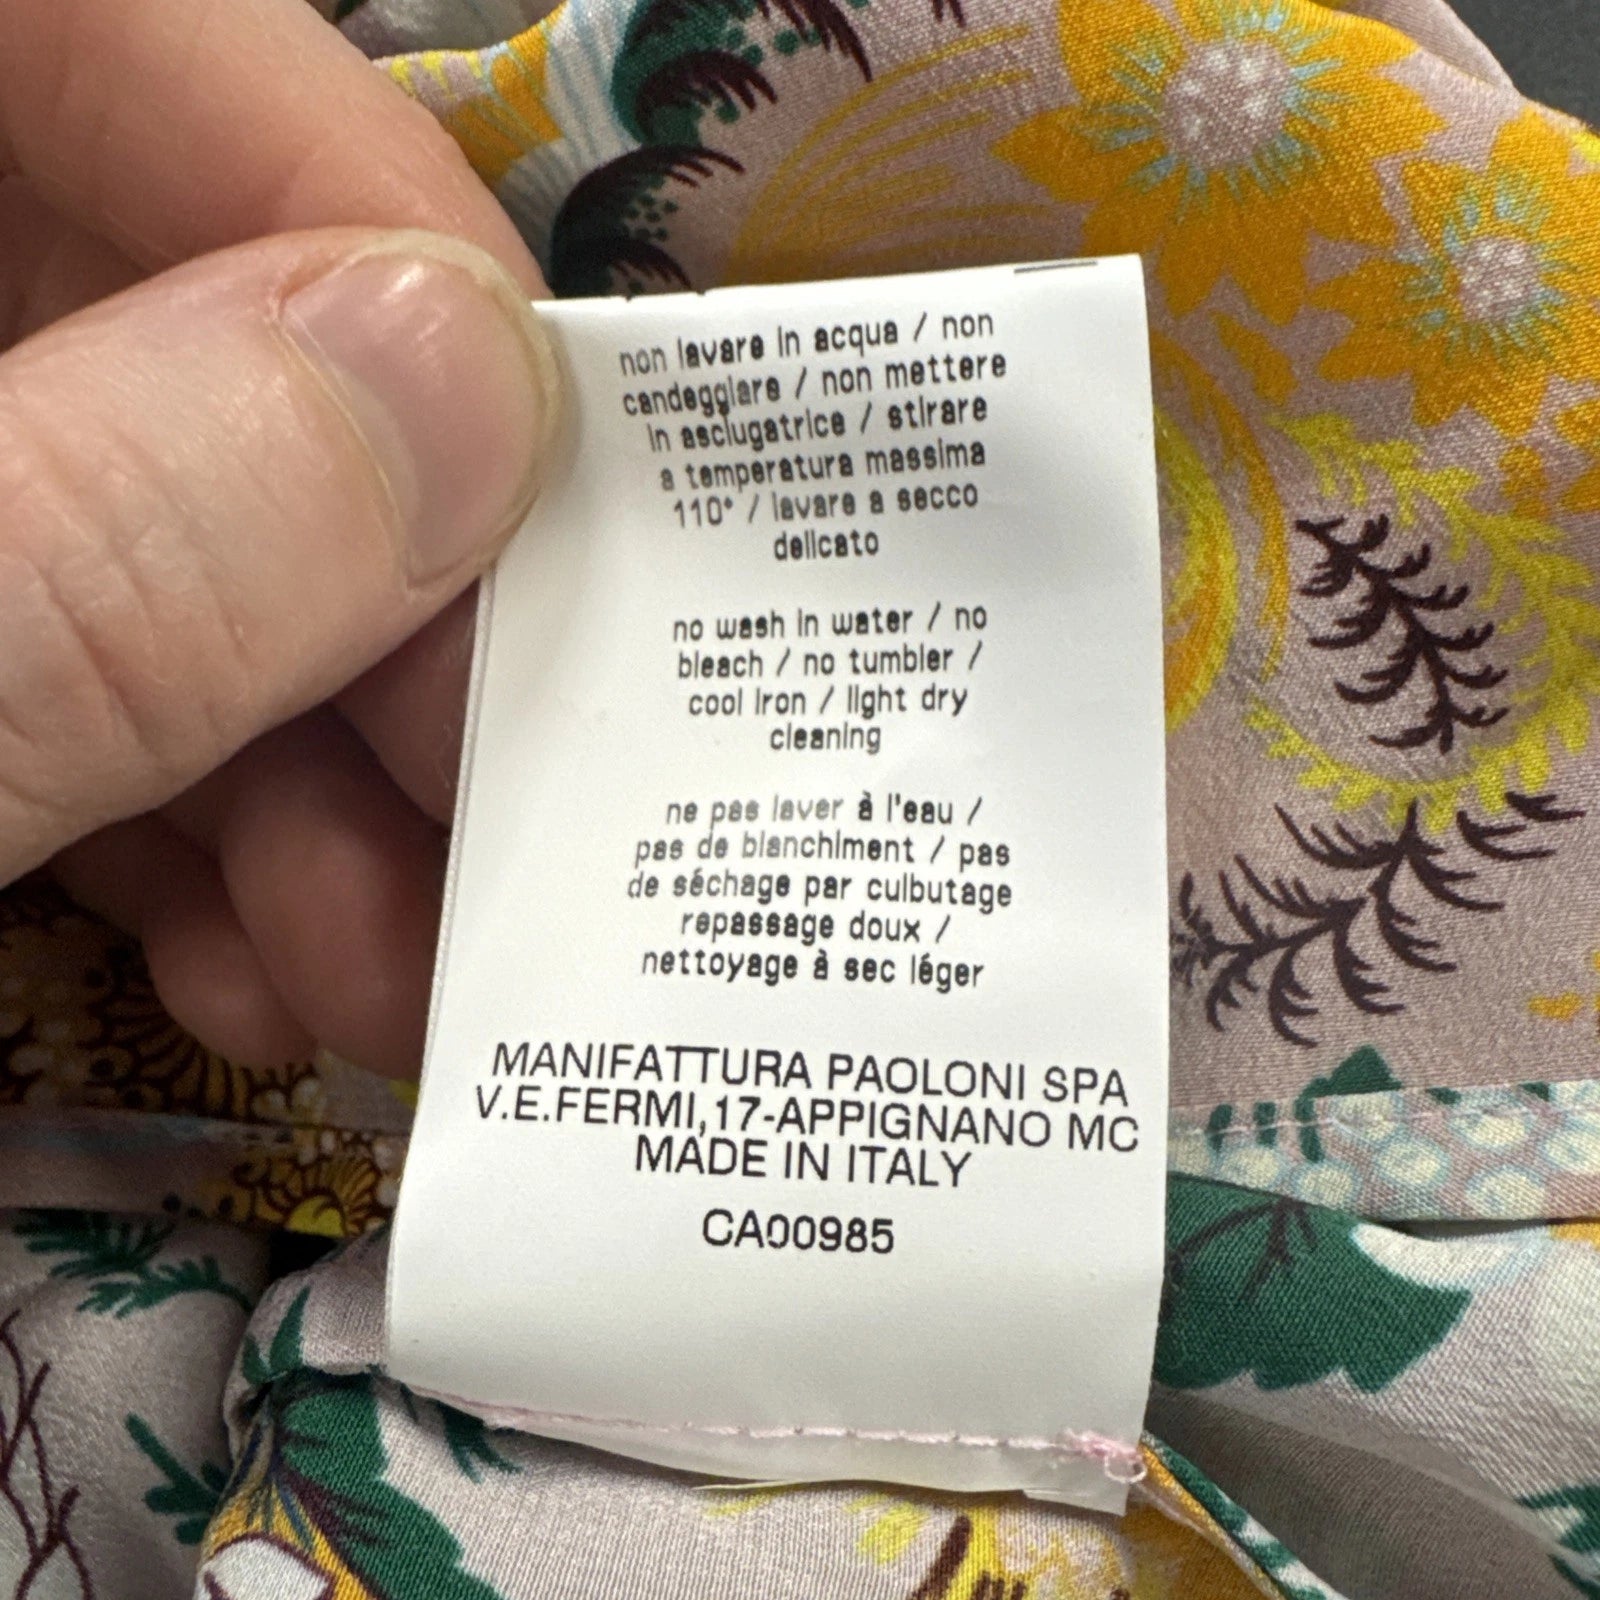 non lavare in acqua / non
candeggiare / non mettere
in asciugatrice / stirare
a temperatura massima
110° / lavare a secco
delicato
no wash in water / no
bleach / no tumbler /
cool iron / light dry
cleaning
ne pas laver à l'eau /
pas de blanchiment / pas
de séchage par culbutage
repassage doux /
nettoyage à sec léger
MANIFATTURA PAOLONI SPA
V.E.FERMI,17-APPIGNANO MC
MADE IN ITALY
CA00985